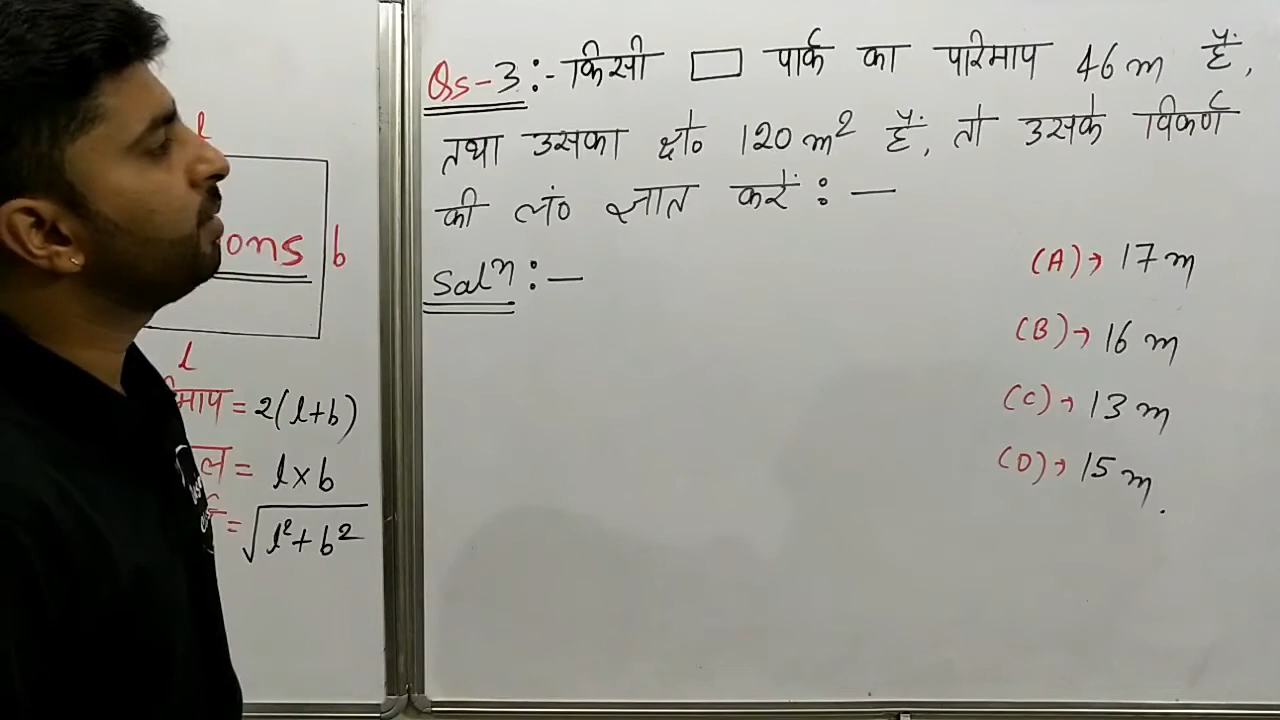 l
ons b
l
= 2(l+b)
= l×b
= √l²+b²
Qs-3:- किसी ▭ पार्क का परिमाप 46 m हैं,
तथा उसका क्षे० 120 m² हैं, तो उसके विकर्ण
की लं० ज्ञात करें :—
Solⁿ :—
(A)→ 17 m
(B)→ 16 m
(C)→ 13 m
(D)→ 15 m.